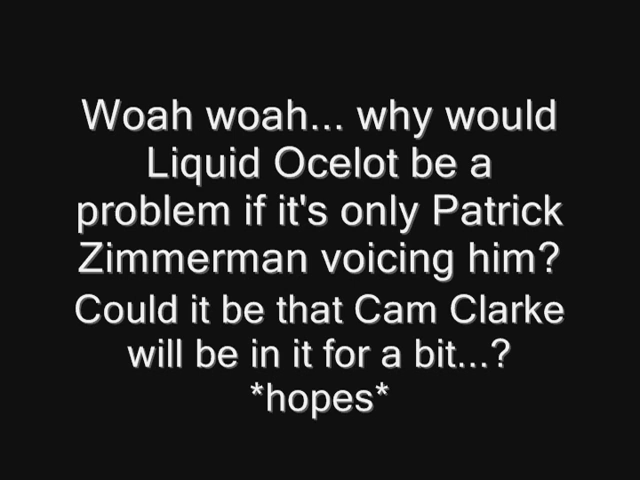 Woah woah... why would
Liquid Ocelot be a
problem if it's only Patrick
Zimmerman voicing him?
Could it be that Cam Clarke
will be in it for a bit...?
*hopes*